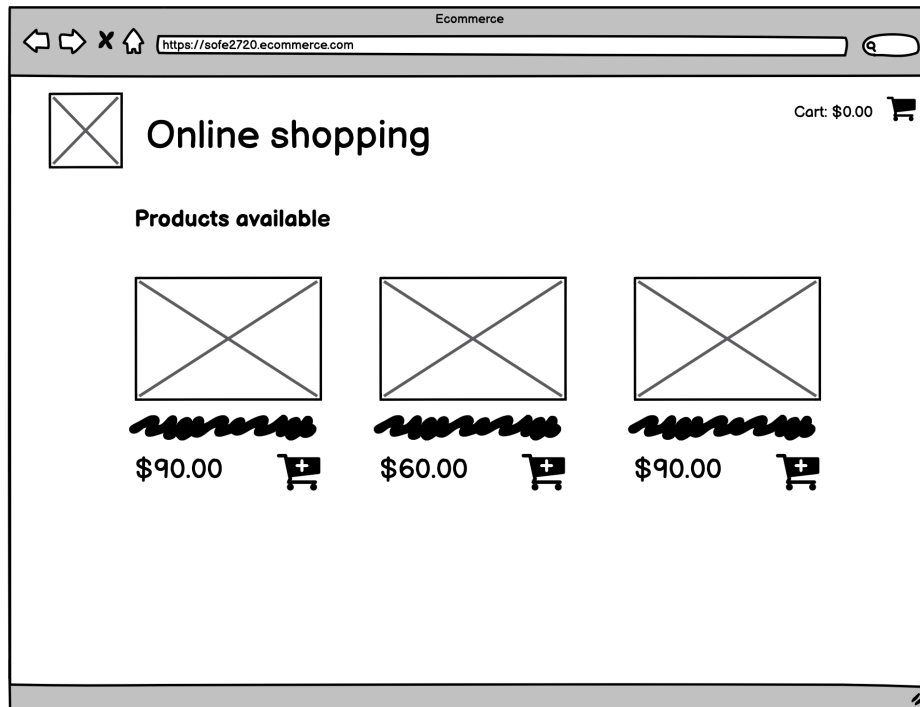 Ecommerce
https://sofe2720.ecommerce.com
Cart: $0.00
Online shopping
Products available
$90.00 $60.00 $90.00